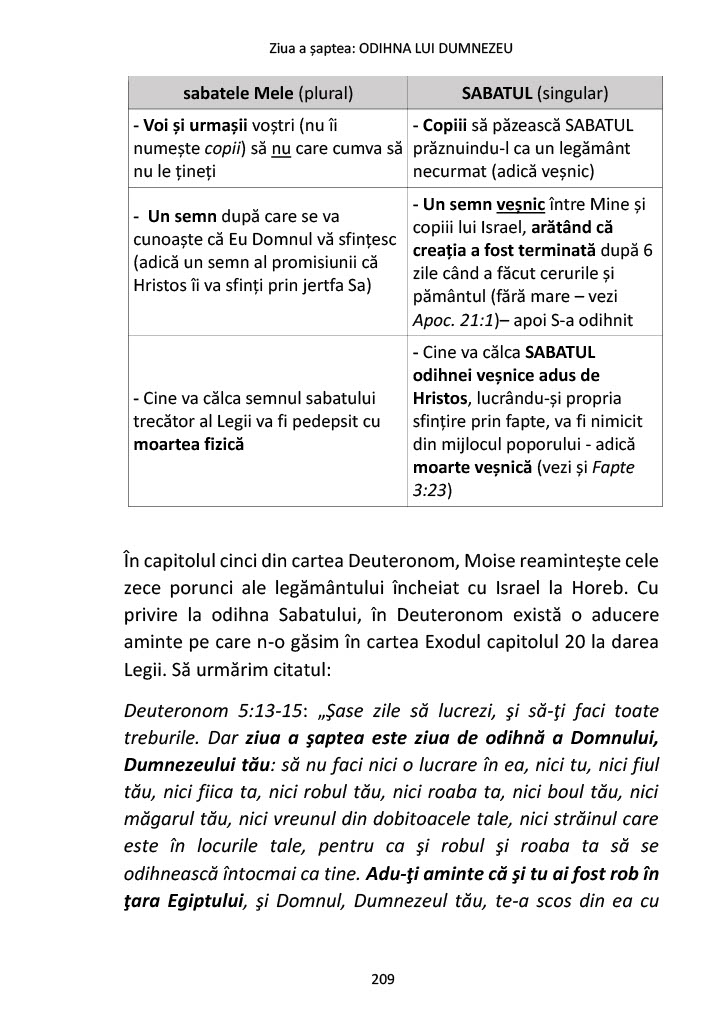 Ziua a șaptea: ODIHNA LUI DUMNEZEU
sabatele Mele (plural)
SABATUL (singular)
- Voi și urmașii voștri (nu îi
numește copii) să nu care cumva să
nu le țineți
- Copiii să păzească SABATUL
prăznuindu-l ca un legământ
necurmat (adică veșnic)
- Un semn după care se va
cunoaște că Eu Domnul vă sfințesc
(adică un semn al promisiunii că
Hristos îi va sfinți prin jertfa Sa)
- Un semn veșnic între Mine și
copiii lui Israel, arătând că
creația a fost terminată după 6
zile când a făcut cerurile și
pământul (fără mare – vezi
Apoc. 21:1)– apoi S-a odihnit
- Cine va călca semnul sabatului
trecător al Legii va fi pedepsit cu
moartea fizică
- Cine va călca SABATUL
odihnei veșnice adus de
Hristos, lucrându-și propria
sfințire prin fapte, va fi nimicit
din mijlocul poporului - adică
moarte veșnică (vezi și Fapte
3:23)
În capitolul cinci din cartea Deuteronom, Moise reamintește cele
zece porunci ale legământului încheiat cu Israel la Horeb. Cu
privire la odihna Sabatului, în Deuteronom există o aducere
aminte pe care n-o găsim în cartea Exodul capitolul 20 la darea
Legii. Să urmărim citatul:
Deuteronom 5:13-15: „Şase zile să lucrezi, şi să-ţi faci toate
treburile. Dar ziua a şaptea este ziua de odihnă a Domnului,
Dumnezeului tău: să nu faci nici o lucrare în ea, nici tu, nici fiul
tău, nici fiica ta, nici robul tău, nici roaba ta, nici boul tău, nici
măgarul tău, nici vreunul din dobitoacele tale, nici străinul care
este în locurile tale, pentru ca şi robul şi roaba ta să se
odihnească întocmai ca tine. Adu-ţi aminte că şi tu ai fost rob în
ţara Egiptului, şi Domnul, Dumnezeul tău, te-a scos din ea cu
209